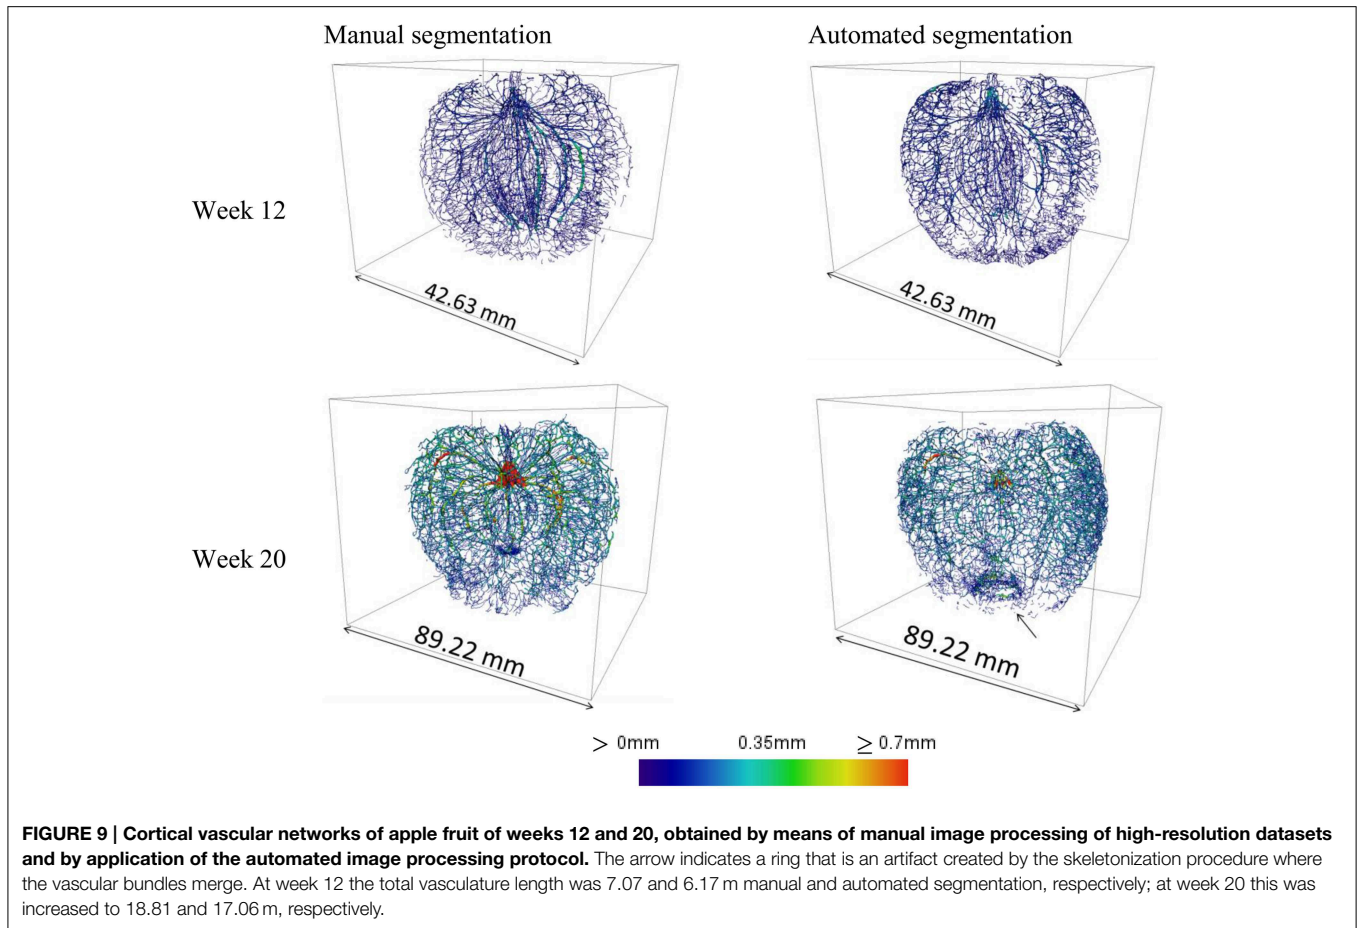 Manual segmentation
Automated segmentation
Week 12
42.63 mm
42.63 mm
Week 20
89.22 mm
89.22 mm
> 0mm 0.35mm ≥ 0.7mm
FIGURE 9 | Cortical vascular networks of apple fruit of weeks 12 and 20, obtained by means of manual image processing of high-resolution datasets
and by application of the automated image processing protocol. The arrow indicates a ring that is an artifact created by the skeletonization procedure where
the vascular bundles merge. At week 12 the total vasculature length was 7.07 and 6.17 m manual and automated segmentation, respectively; at week 20 this was
increased to 18.81 and 17.06 m, respectively.